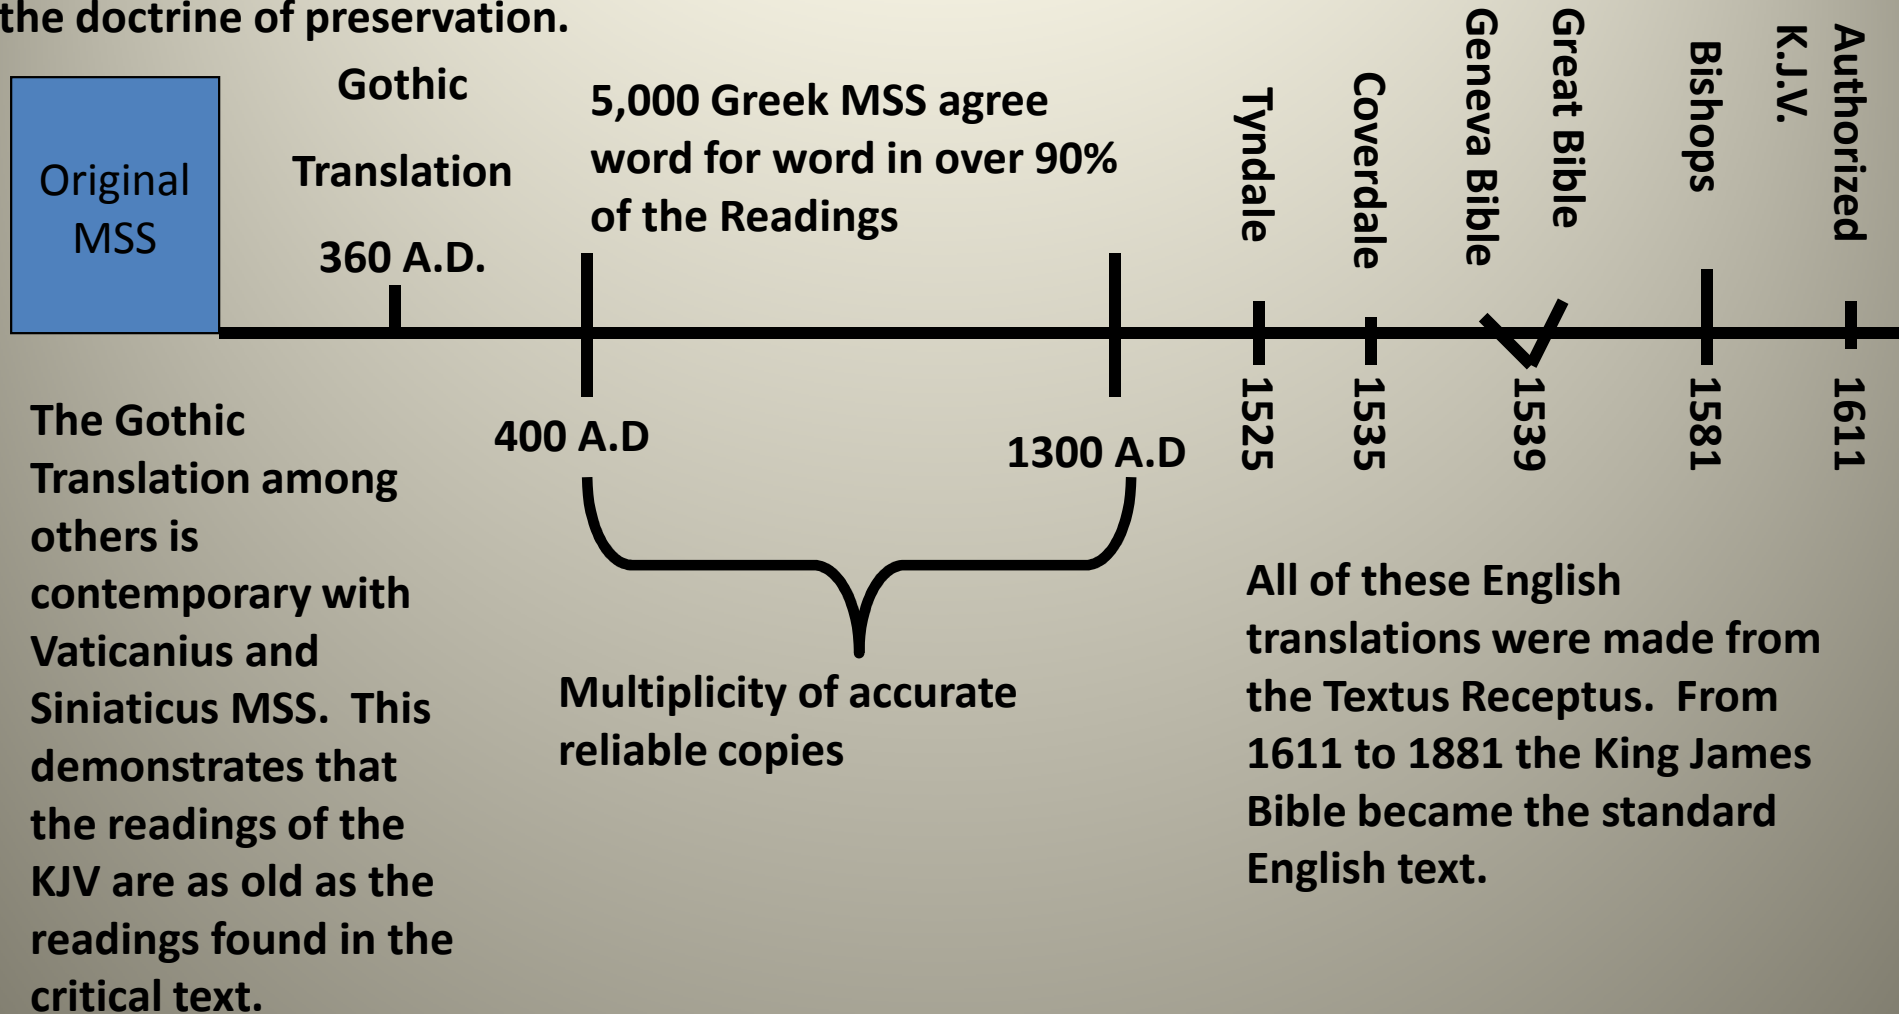 the doctrine of preservation.
Original
MSS
Gothic
Translation
360 A.D.
5,000 Greek MSS agree
word for word in over 90%
of the Readings
Tyndale
Coverdale
Geneva Bible
Great Bible
Bishops
K.J.V.
Authorized
400 A.D
1300 A.D
1525
1535
1539
1581
1611
The Gothic
Translation among
others is
contemporary with
Vaticanius and
Siniaticus MSS.  This
demonstrates that
the readings of the
KJV are as old as the
readings found in the
critical text.
Multiplicity of accurate
reliable copies
All of these English
translations were made from
the Textus Receptus.  From
1611 to 1881 the King James
Bible became the standard
English text.